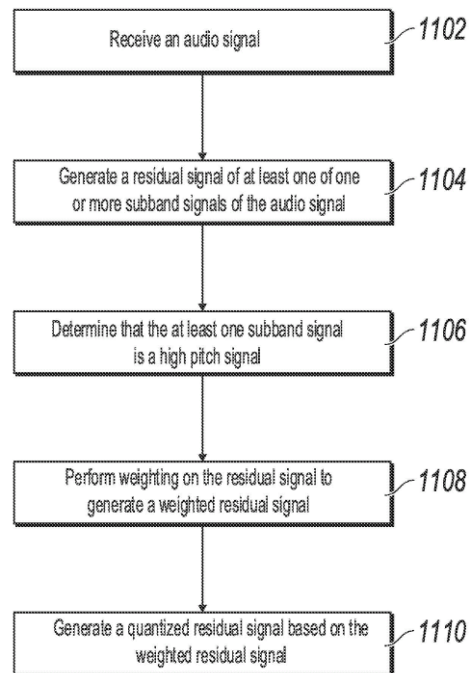 Receive an audio signal
1102
Generate a residual signal of at least one of one
or more subband signals of the audio signal
1104
Determine that the at least one subband signal
is a high pitch signal
1106
Perform weighting on the residual signal to
generate a weighted residual signal
1108
Generate a quantized residual signal based on the
weighted residual signal
1110